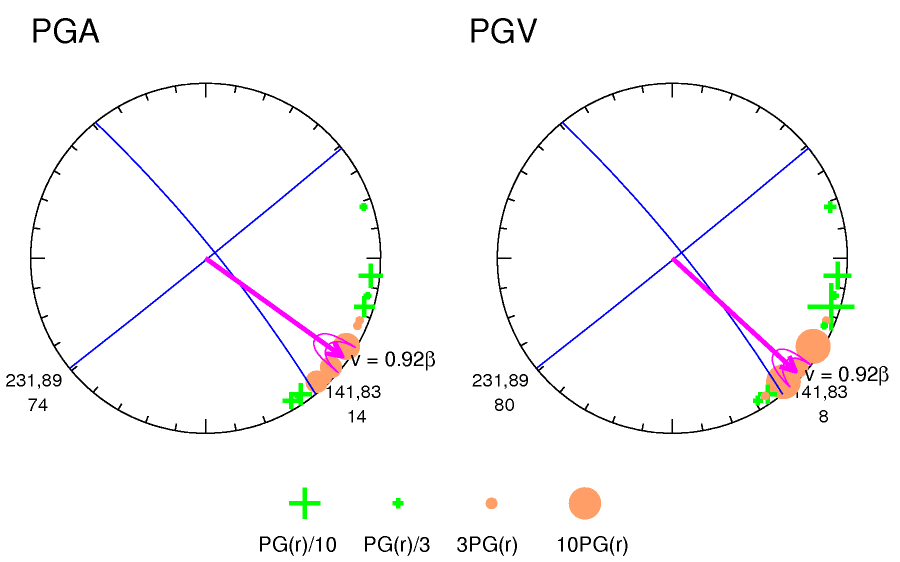 PGA
PGV
v = 0.92β
v = 0.92β
231,89
141,83
231,89
141,83
74
14
80
8
PG(r)/10
PG(r)/3
3PG(r)
10PG(r)